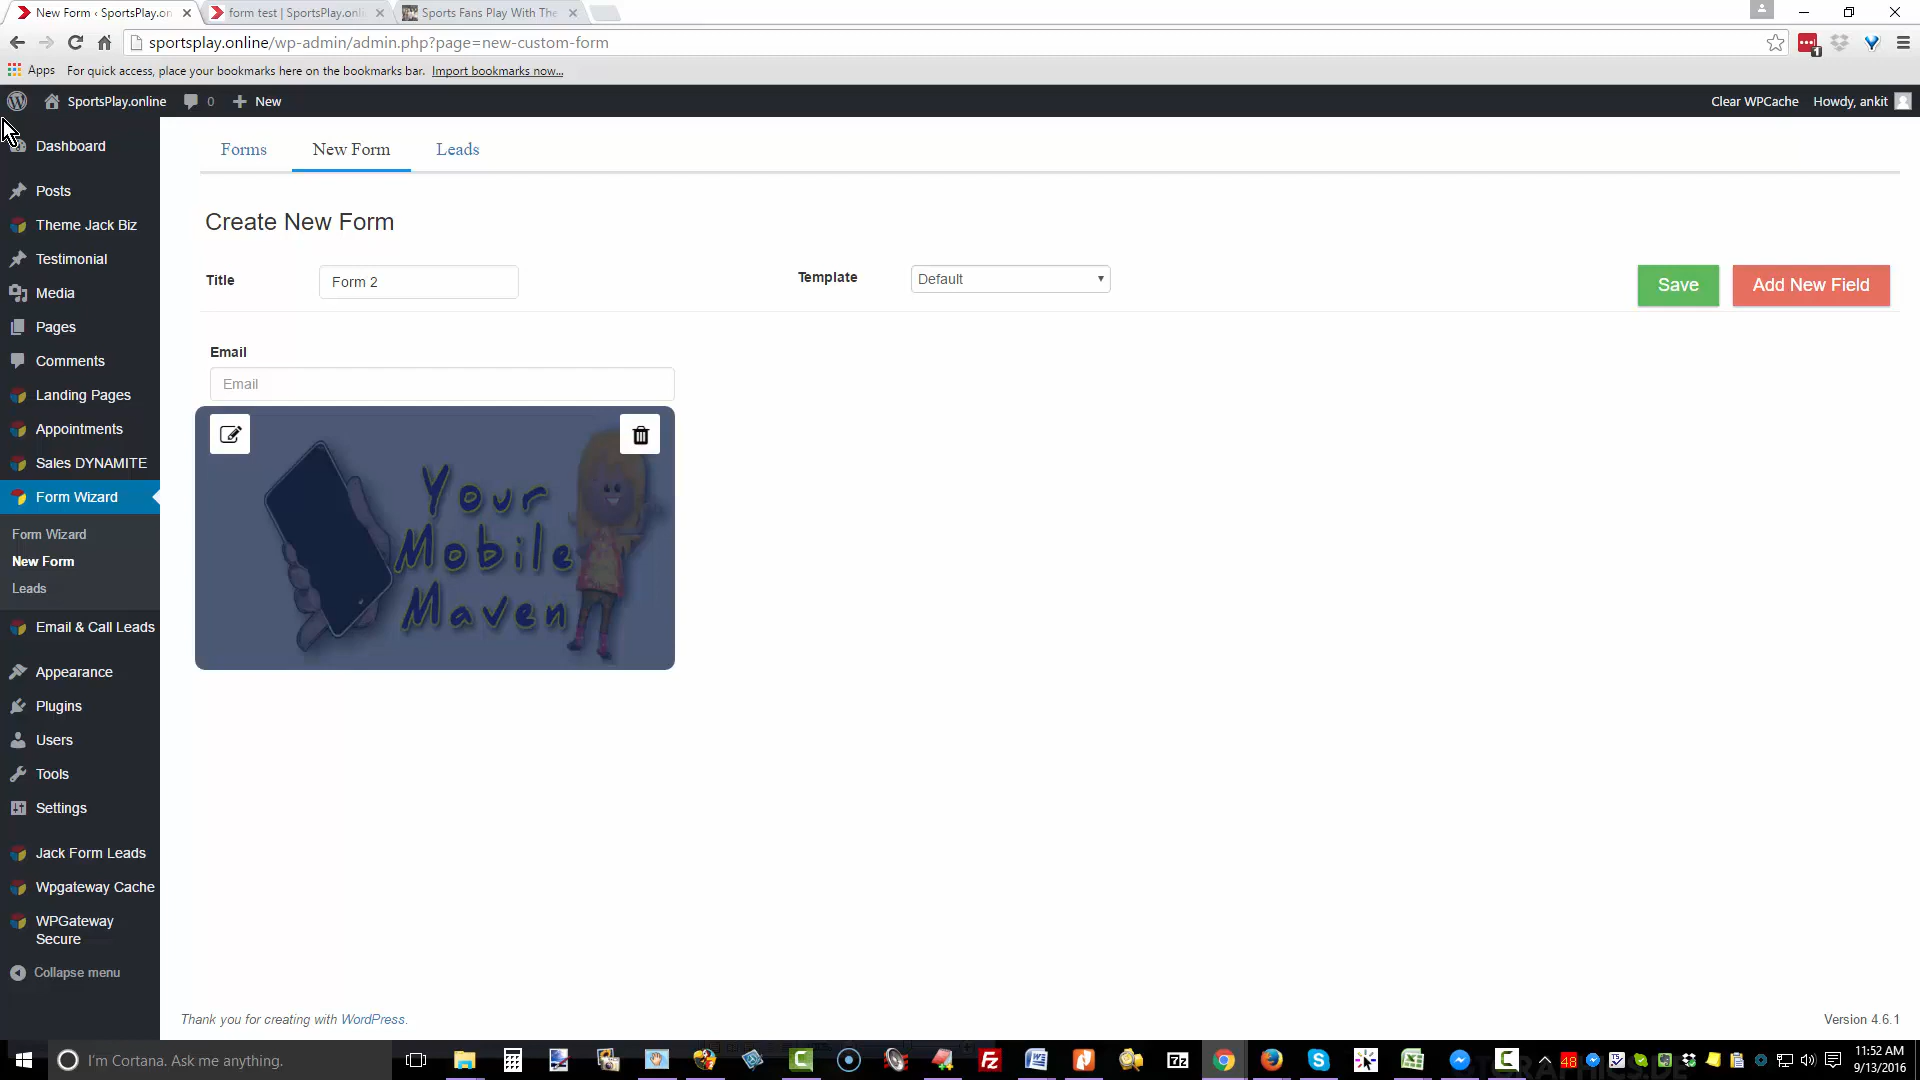 New Form ‹ SportsPlay.on
form test | SportsPlay.onli
Sports Fans Play With The
sportsplay.online/wp-admin/admin.php?page=new-custom-form
1
Apps For quick access, place your bookmarks here on the bookmarks bar. Import bookmarks now...
SportsPlay.online 0 New
Clear WPCache Howdy, ankit
Dashboard
Posts
Theme Jack Biz
Testimonial
Media
Pages
Comments
Landing Pages
Appointments
Sales DYNAMITE
Form Wizard
Form Wizard
New Form
Leads
Email & Call Leads
Appearance
Plugins
Users
Tools
Settings
Jack Form Leads
Wpgateway Cache
WPGateway
Secure
Collapse menu
Forms New Form Leads
Create New Form
Title Form 2 Template Default Save Add New Field
Email
Email
Your
Mobile
Maven
Thank you for creating with WordPress.
Version 4.6.1
I'm Cortana. Ask me anything.
48
11:52 AM
9/13/2016